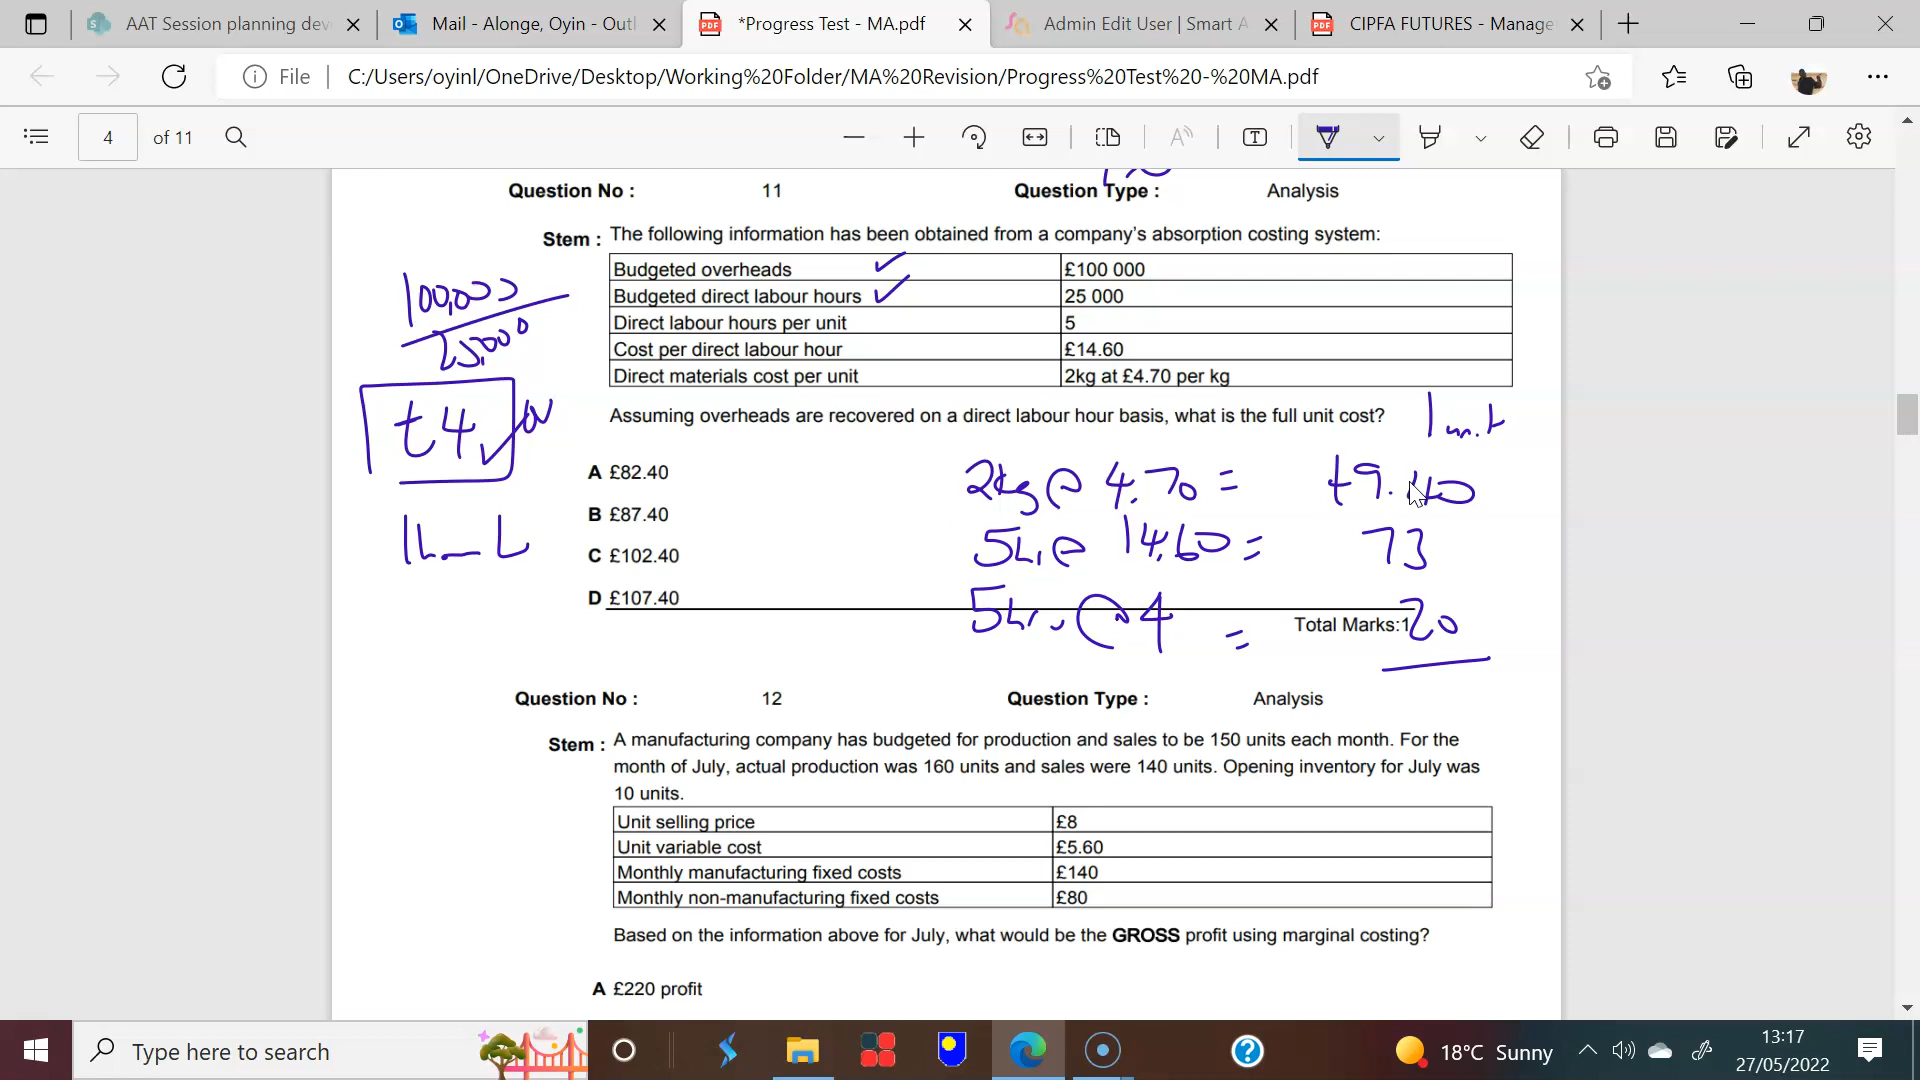 AAT Session planning dev
Mail - Alonge, Oyin - Outl
*Progress Test - MA.pdf
Admin Edit User | Smart A
CIPFA FUTURES - Manage
File
C:/Users/oyinl/OneDrive/Desktop/Working%20Folder/MA%20Revision/Progress%20Test%20-%20MA.pdf
4 of 11
Question No : 11 Question Type : Analysis
Stem : The following information has been obtained from a company's absorption costing system:
Budgeted overheads £100 000
Budgeted direct labour hours 25 000
Direct labour hours per unit 5
Cost per direct labour hour £14.60
Direct materials cost per unit 2kg at £4.70 per kg
100,000
25,000
£4
Assuming overheads are recovered on a direct labour hour basis, what is the full unit cost?
1 unit
A £82.40
B £87.40
C £102.40
D £107.40
2kg @ 4.70 = £9.40
5hr @ 14.60 = 73
5hr @ 4 = 20
Total Marks:1
Question No : 12 Question Type : Analysis
Stem : A manufacturing company has budgeted for production and sales to be 150 units each month. For the
month of July, actual production was 160 units and sales were 140 units. Opening inventory for July was
10 units.
Unit selling price £8
Unit variable cost £5.60
Monthly manufacturing fixed costs £140
Monthly non-manufacturing fixed costs £80
Based on the information above for July, what would be the GROSS profit using marginal costing?
A £220 profit
Type here to search
18°C Sunny
13:17
27/05/2022